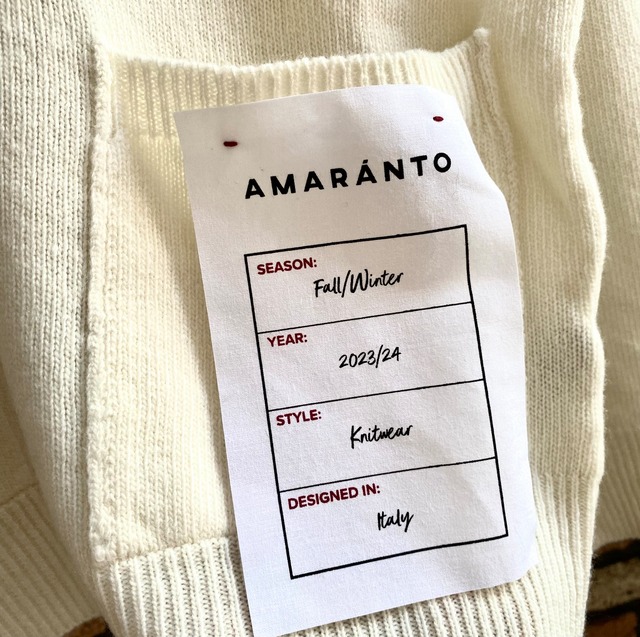 AMARÁNTO
SEASON:
Fall/Winter
YEAR:
2023/24
STYLE:
Knitwear
DESIGNED IN:
Italy